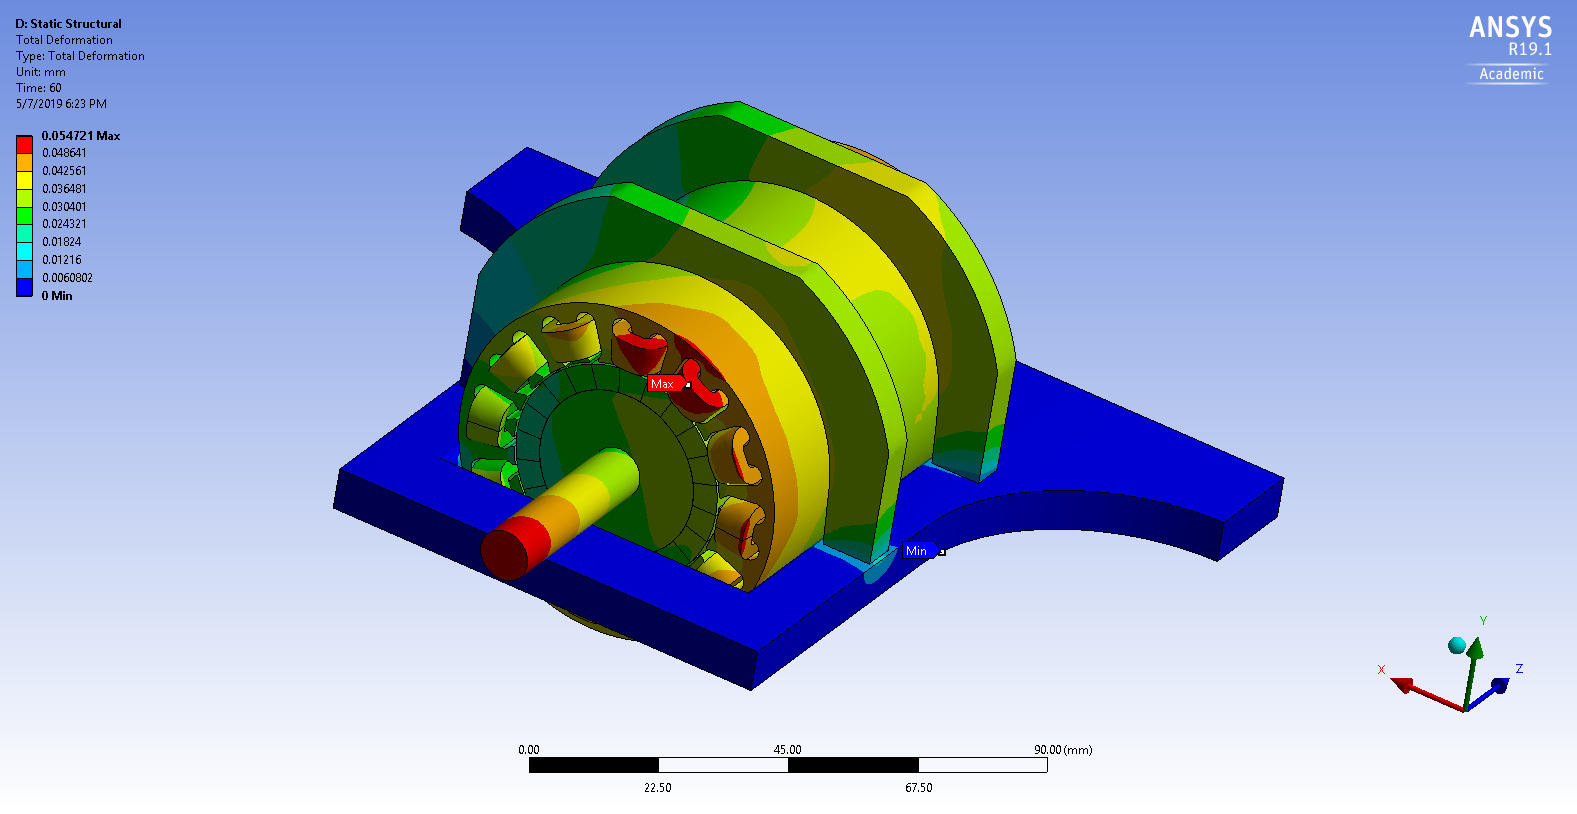 D: Static Structural
Total Deformation
Type: Total Deformation
Unit: mm
Time: 60
5/7/2019 6:23 PM
0.054721 Max
0.048641
0.042561
0.036481
0.030401
0.024321
0.01824
0.01216
0.0060802
0 Min
ANSYS
R19.1
Academic
Max
Min
Y
X
Z
0.00 45.00 90.00 (mm)
22.50 67.50